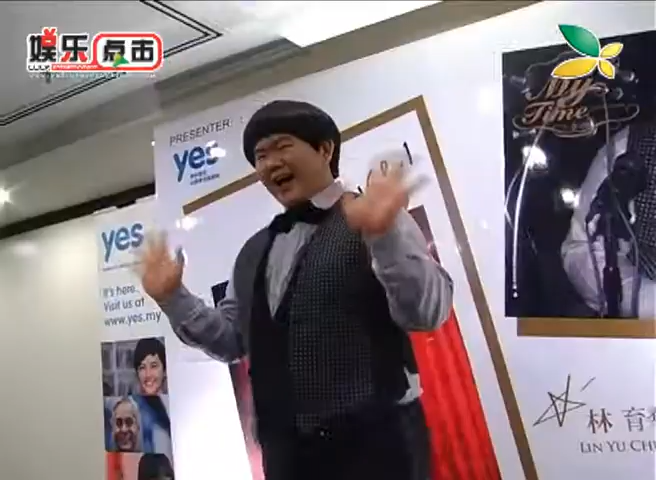 娱乐点击
PRESENTER
yes
yes
It's here.
Visit us at
www.yes.my
My
Time
林育
LIN YU CH